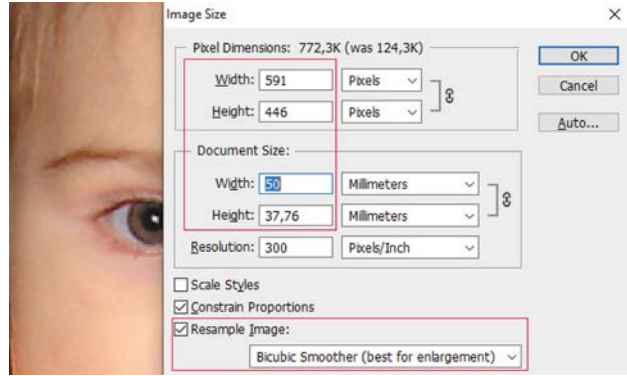 Image Size
Pixel Dimensions: 772,3K (was 124,3K)
Width: 591 Pixels
Height: 446 Pixels
Document Size:
Width: 50 Millimeters
Height: 37,76 Millimeters
Resolution: 300 Pixels/Inch
Scale Styles
Constrain Proportions
Resample Image:
Bicubic Smoother (best for enlargement)
OK
Cancel
Auto...